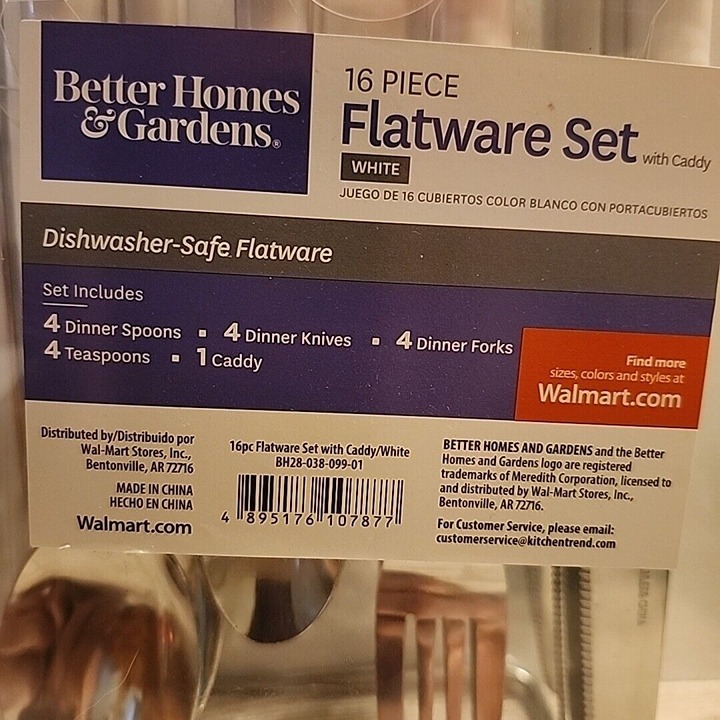 Better Homes
&Gardens®
16 PIECE
Flatware Set with Caddy
WHITE
JUEGO DE 16 CUBIERTOS COLOR BLANCO CON PORTACUBIERTOS
Dishwasher-Safe Flatware
Set Includes
4 Dinner Spoons ▪ 4 Dinner Knives ▪ 4 Dinner Forks
4 Teaspoons ▪ 1 Caddy
Find more
sizes, colors and styles at
Walmart.com
Distributed by/Distribuido por
Wal-Mart Stores, Inc.,
Bentonville, AR 72716
MADE IN CHINA
HECHO EN CHINA
Walmart.com
16pc Flatware Set with Caddy/White
BH28-038-099-01
4 895176 107877
BETTER HOMES AND GARDENS and the Better
Homes and Gardens logo are registered
trademarks of Meredith Corporation, licensed to
and distributed by Wal-Mart Stores, Inc.,
Bentonville, AR 72716.
For Customer Service, please email:
customerservice@kitchentrend.com